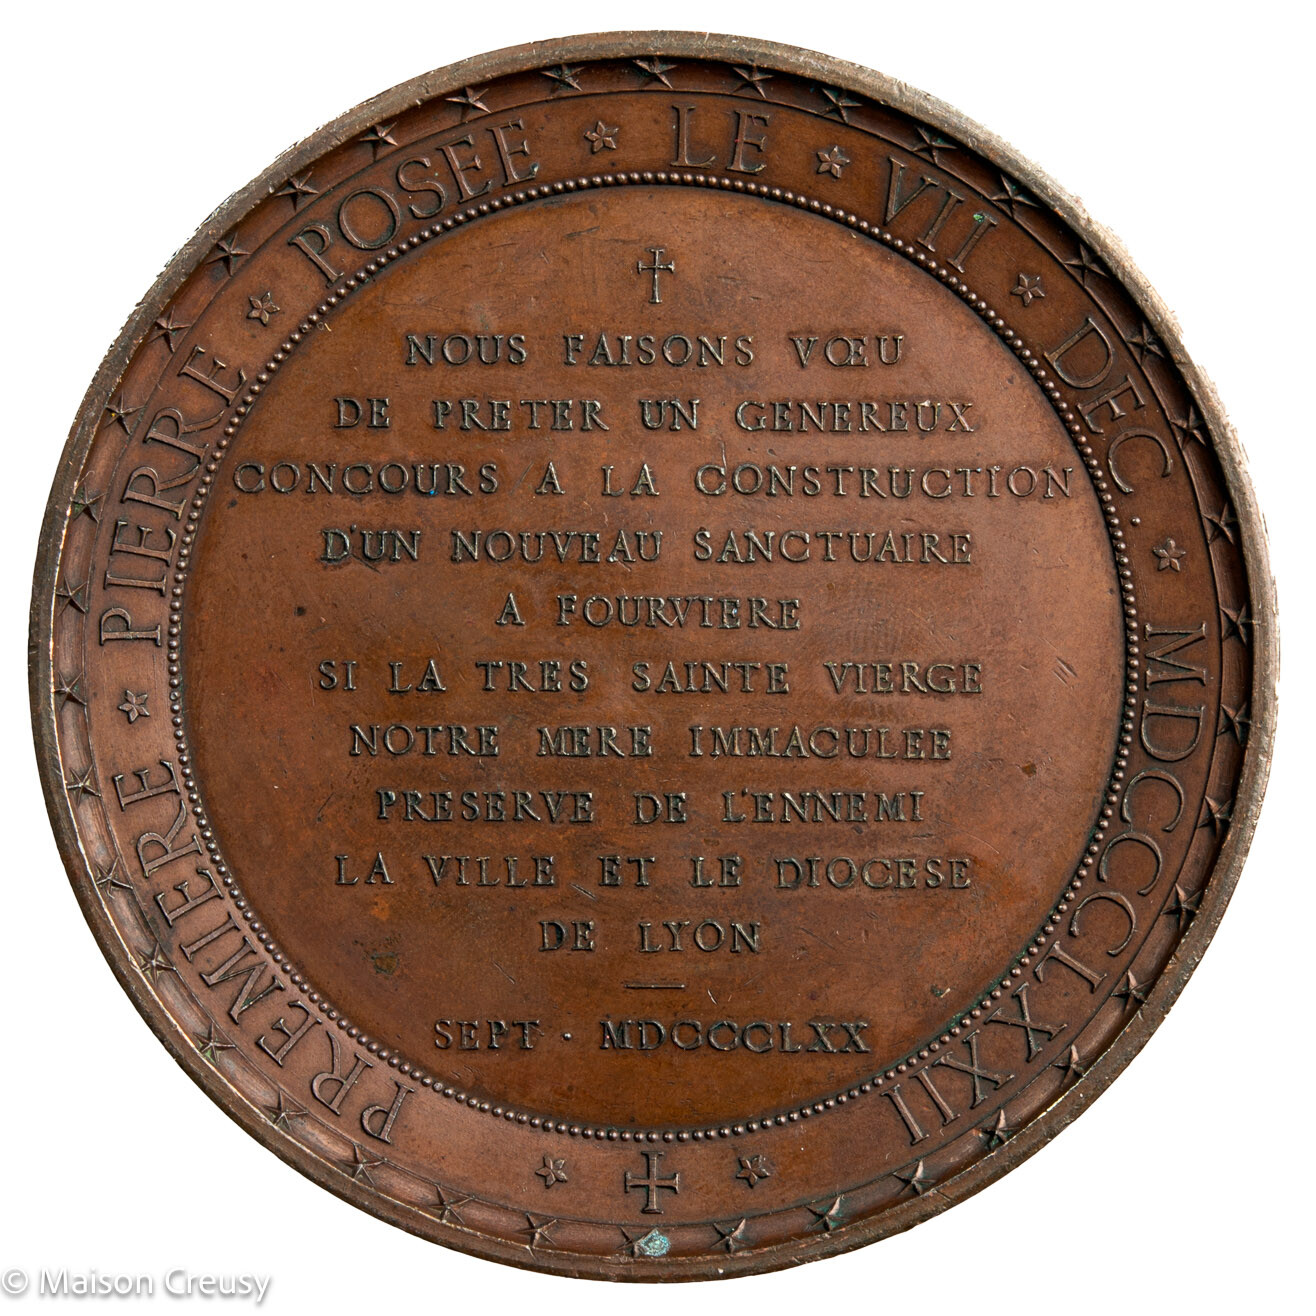 PREMIERE PIERRE POSEE LE VII DEC. MDCCCLXXII
NOUS FAISONS VŒU
DE PRETER UN GENEREUX
CONCOURS A LA CONSTRUCTION
D'UN NOUVEAU SANCTUAIRE
A FOURVIERE
SI LA TRES SAINTE VIERGE
NOTRE MERE IMMACULEE
PRESERVE DE L'ENNEMI
LA VILLE ET LE DIOCESE
DE LYON
SEPT · MDCCCLXX
© Maison Creusy